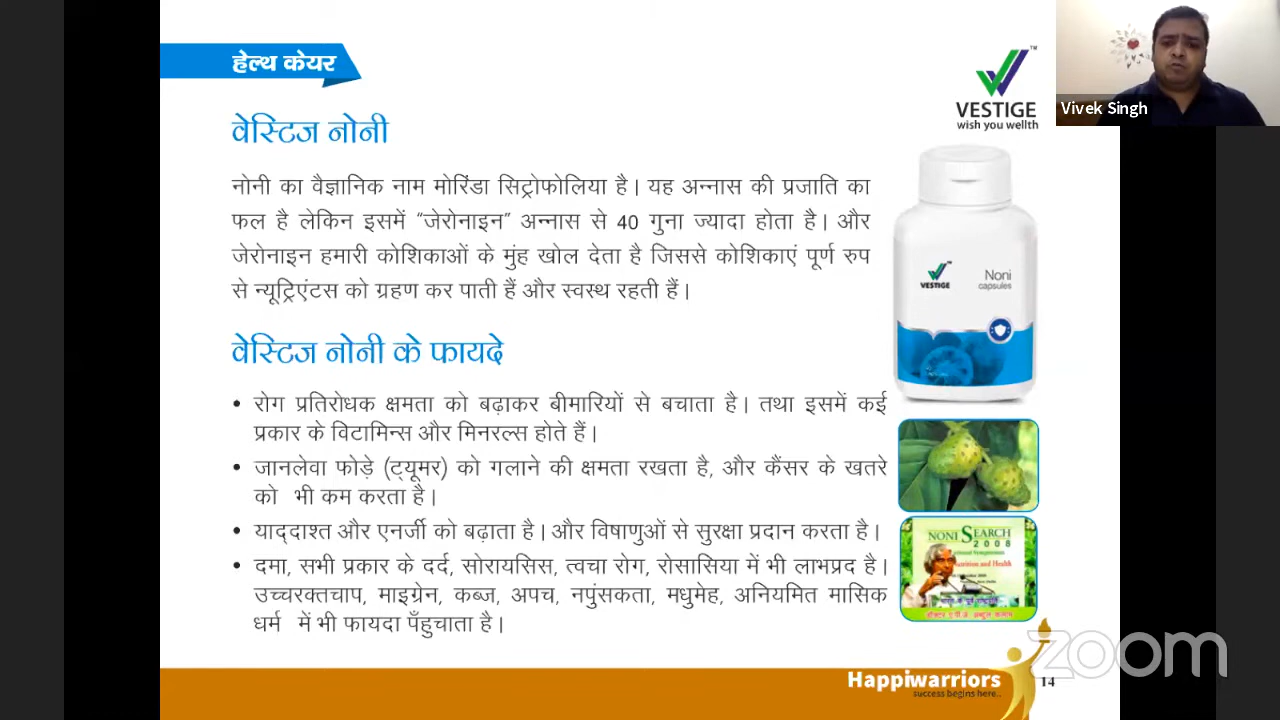 हेल्थ केयर
VESTIGE
wish you wellth
Vivek Singh
वेस्टिज नोनी
नोनी का वैज्ञानिक नाम मोरिंडा सिट्रोफोलिया है। यह अन्नास की प्रजाति का
फल है लेकिन इसमें "जेरोनाइन" अन्नास से 40 गुना ज्यादा होता है। और
जेरोनाइन हमारी कोशिकाओं के मुंह खोल देता है जिससे कोशिकाएं पूर्ण रुप
से न्यूट्रिएंटस को ग्रहण कर पाती हैं और स्वस्थ रहती हैं।
VESTIGE
Noni
capsules
वेस्टिज नोनी के फायदे
• रोग प्रतिरोधक क्षमता को बढ़ाकर बीमारियों से बचाता है। तथा इसमें कई
प्रकार के विटामिन्स और मिनरल्स होते हैं।
• जानलेवा फोड़े (ट्यूमर) को गलाने की क्षमता रखता है, और कैंसर के खतरे
को भी कम करता है।
• याद्दाश्त और एनर्जी को बढ़ाता है। और विषाणुओं से सुरक्षा प्रदान करता है।
• दमा, सभी प्रकार के दर्द, सोरायसिस, त्वचा रोग, रोसासिया में भी लाभप्रद है।
उच्चरक्तचाप, माइग्रेन, कब्ज, अपच, नपुंसकता, मधुमेह, अनियमित मासिक
धर्म में भी फायदा पँहुचाता है।
NONI SEARCH
2008
Symposium
and Health
Happiwarriors
success begins here..
zoom
14